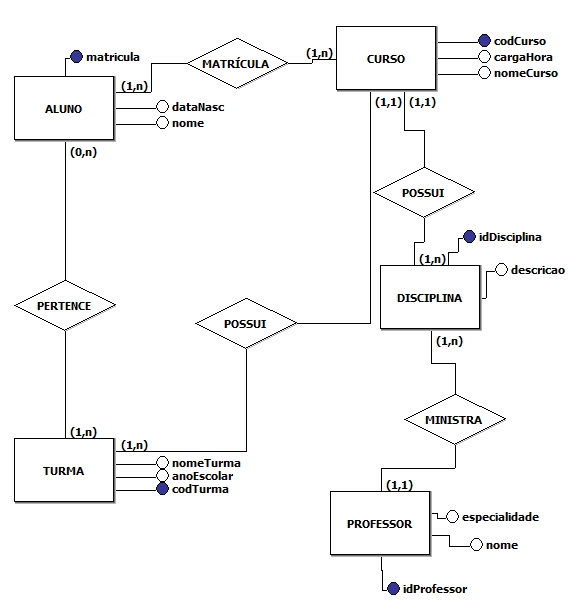 matricula
(1,n)
MATRÍCULA
(1,n)
CURSO
codCurso
cargaHora
nomeCurso
ALUNO
dataNasc
nome
(1,1)
(1,1)
(0,n)
POSSUI
(1,n)
idDisciplina
descricao
DISCIPLINA
PERTENCE
POSSUI
(1,n)
MINISTRA
(1,n)
(1,n)
TURMA
nomeTurma
anoEscolar
codTurma
(1,1)
PROFESSOR
especialidade
nome
idProfessor